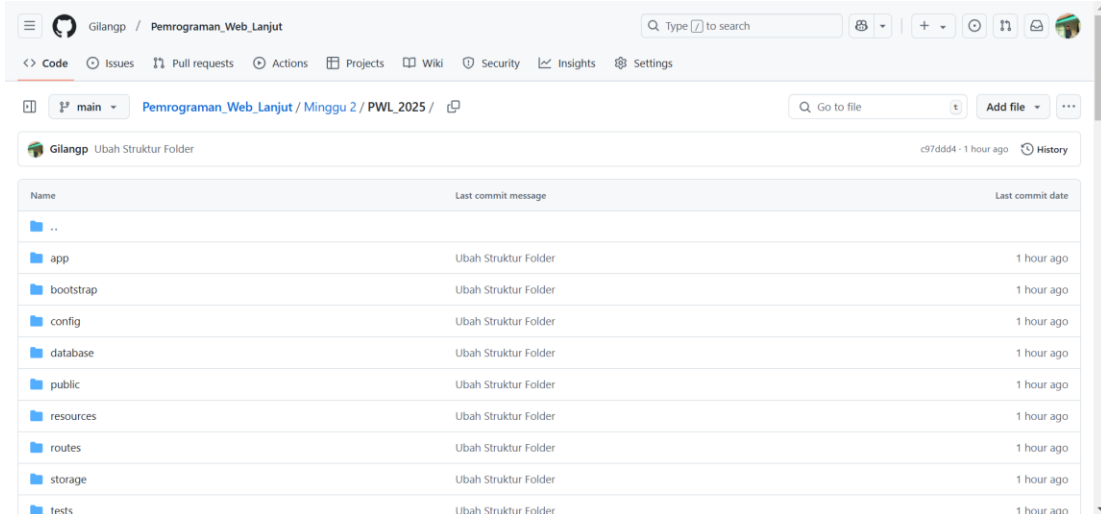 Gilangp / Pemrograman_Web_Lanjut Type / to search
Code Issues Pull requests Actions Projects Wiki Security Insights Settings
main Pemrograman_Web_Lanjut / Minggu 2 / PWL_2025 / Go to file t Add file
Gilangp Ubah Struktur Folder c97ddd4 · 1 hour ago History
Name Last commit message Last commit date
..
app Ubah Struktur Folder 1 hour ago
bootstrap Ubah Struktur Folder 1 hour ago
config Ubah Struktur Folder 1 hour ago
database Ubah Struktur Folder 1 hour ago
public Ubah Struktur Folder 1 hour ago
resources Ubah Struktur Folder 1 hour ago
routes Ubah Struktur Folder 1 hour ago
storage Ubah Struktur Folder 1 hour ago
tests Ubah Struktur Folder 1 hour ago